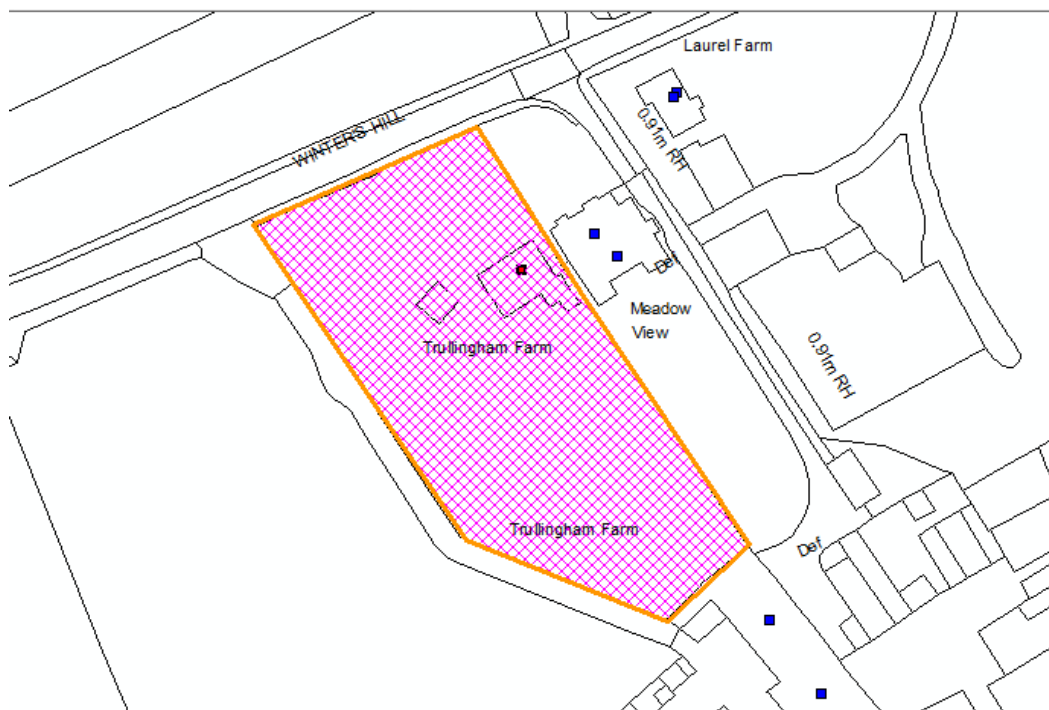 Laurel Farm
WINTERS HILL
0.91m RH
Def
Meadow
View
Trullingham Farm
0.91m RH
Trullingham Farm
Def